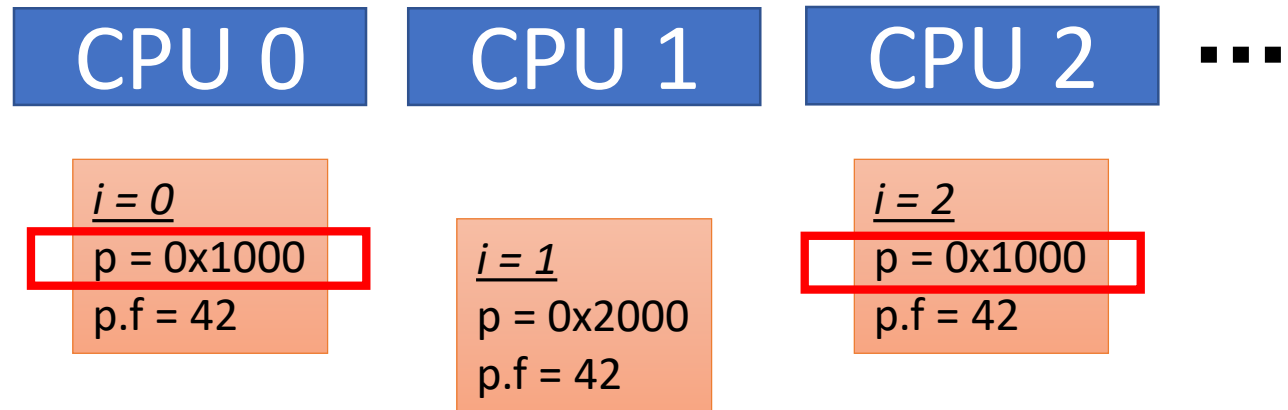 CPU 0
CPU 1
CPU 2
...
i = 0
p = 0x1000
p.f = 42
i = 1
p = 0x2000
p.f = 42
i = 2
p = 0x1000
p.f = 42